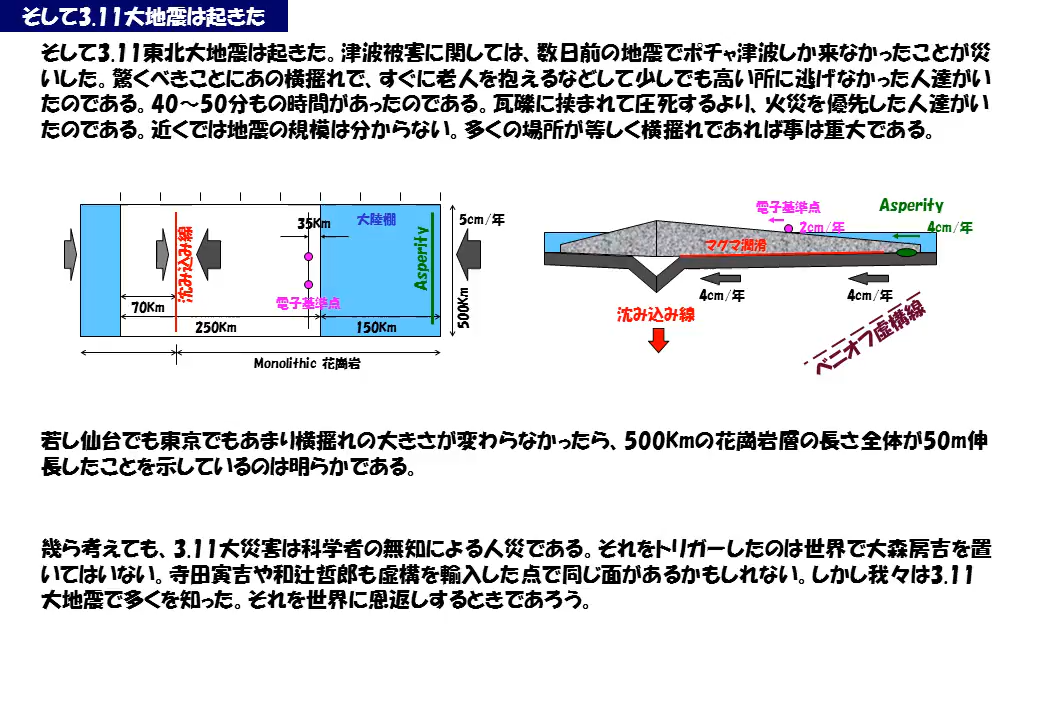 そして3.11大地震は起きた
そして3.11東北大地震は起きた。津波被害に関しては、数日前の地震でポチャ津波しか来なかったことが災
いした。驚くべきことにあの横揺れで、すぐに老人を抱えるなどして少しでも高い所に逃げなかった人達がい
たのである。40～50分もの時間があったのである。瓦礫に挟まれて圧死するより、火災を優先した人達がい
たのである。近くでは地震の規模は分からない。多くの場所が等しく横揺れであれば事は重大である。
35Km
大陸棚
5cm/年
沈み込み線
Asperity
電子基準点
70Km
250Km
150Km
500Km
Monolithic 花崗岩
電子基準点
Asperity
2cm/年
4cm/年
マグマ潤滑
4cm/年
4cm/年
沈み込み線
ベニオフ虚構線
若し仙台でも東京でもあまり横揺れの大きさが変わらなかったら、500Kmの花崗岩層の長さ全体が50m伸
長したことを示しているのは明らかである。
幾ら考えても、3.11大災害は科学者の無知による人災である。それをトリガーしたのは世界で大森房吉を置
いてはいない。寺田寅吉や和辻哲郎も虚構を輸入した点で同じ面があるかもしれない。しかし我々は3.11
大地震で多くを知った。それを世界に恩返しするときであろう。